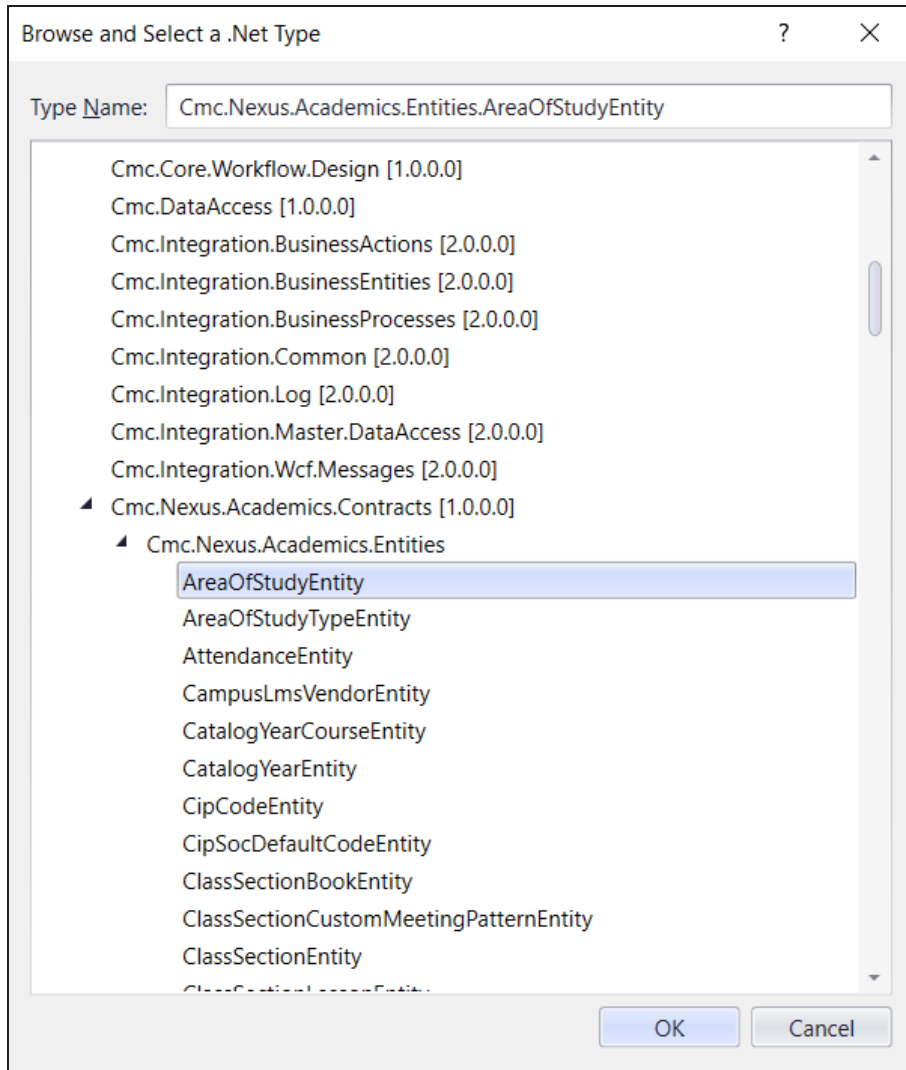 Browse and Select a .Net Type ?
Type Name: Cmc.Nexus.Academics.Entities.AreaOfStudyEntity
Cmc.Core.Workflow.Design [1.0.0.0]
Cmc.DataAccess [1.0.0.0]
Cmc.Integration.BusinessActions [2.0.0.0]
Cmc.Integration.BusinessEntities [2.0.0.0]
Cmc.Integration.BusinessProcesses [2.0.0.0]
Cmc.Integration.Common [2.0.0.0]
Cmc.Integration.Log [2.0.0.0]
Cmc.Integration.Master.DataAccess [2.0.0.0]
Cmc.Integration.Wcf.Messages [2.0.0.0]
Cmc.Nexus.Academics.Contracts [1.0.0.0]
Cmc.Nexus.Academics.Entities
AreaOfStudyEntity
AreaOfStudyTypeEntity
AttendanceEntity
CampusLmsVendorEntity
CatalogYearCourseEntity
CatalogYearEntity
CipCodeEntity
CipSocDefaultCodeEntity
ClassSectionBookEntity
ClassSectionCustomMeetingPatternEntity
ClassSectionEntity
OK Cancel